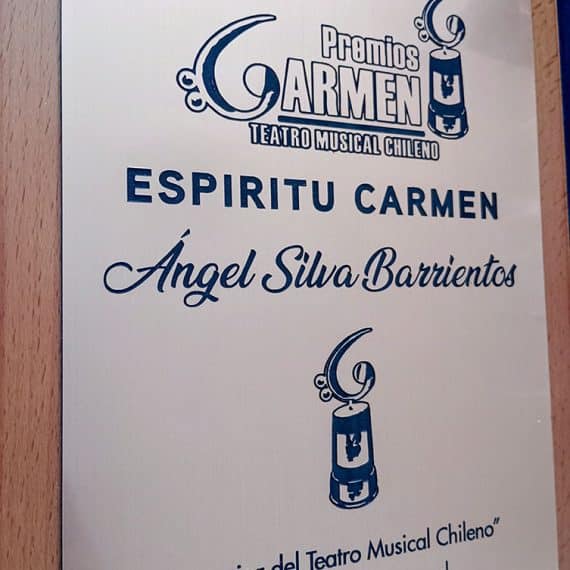 Premios
CARMEN
TEATRO MUSICAL CHILENO
ESPIRITU CARMEN
Ángel Silva Barrientos
del Teatro Musical Chileno”